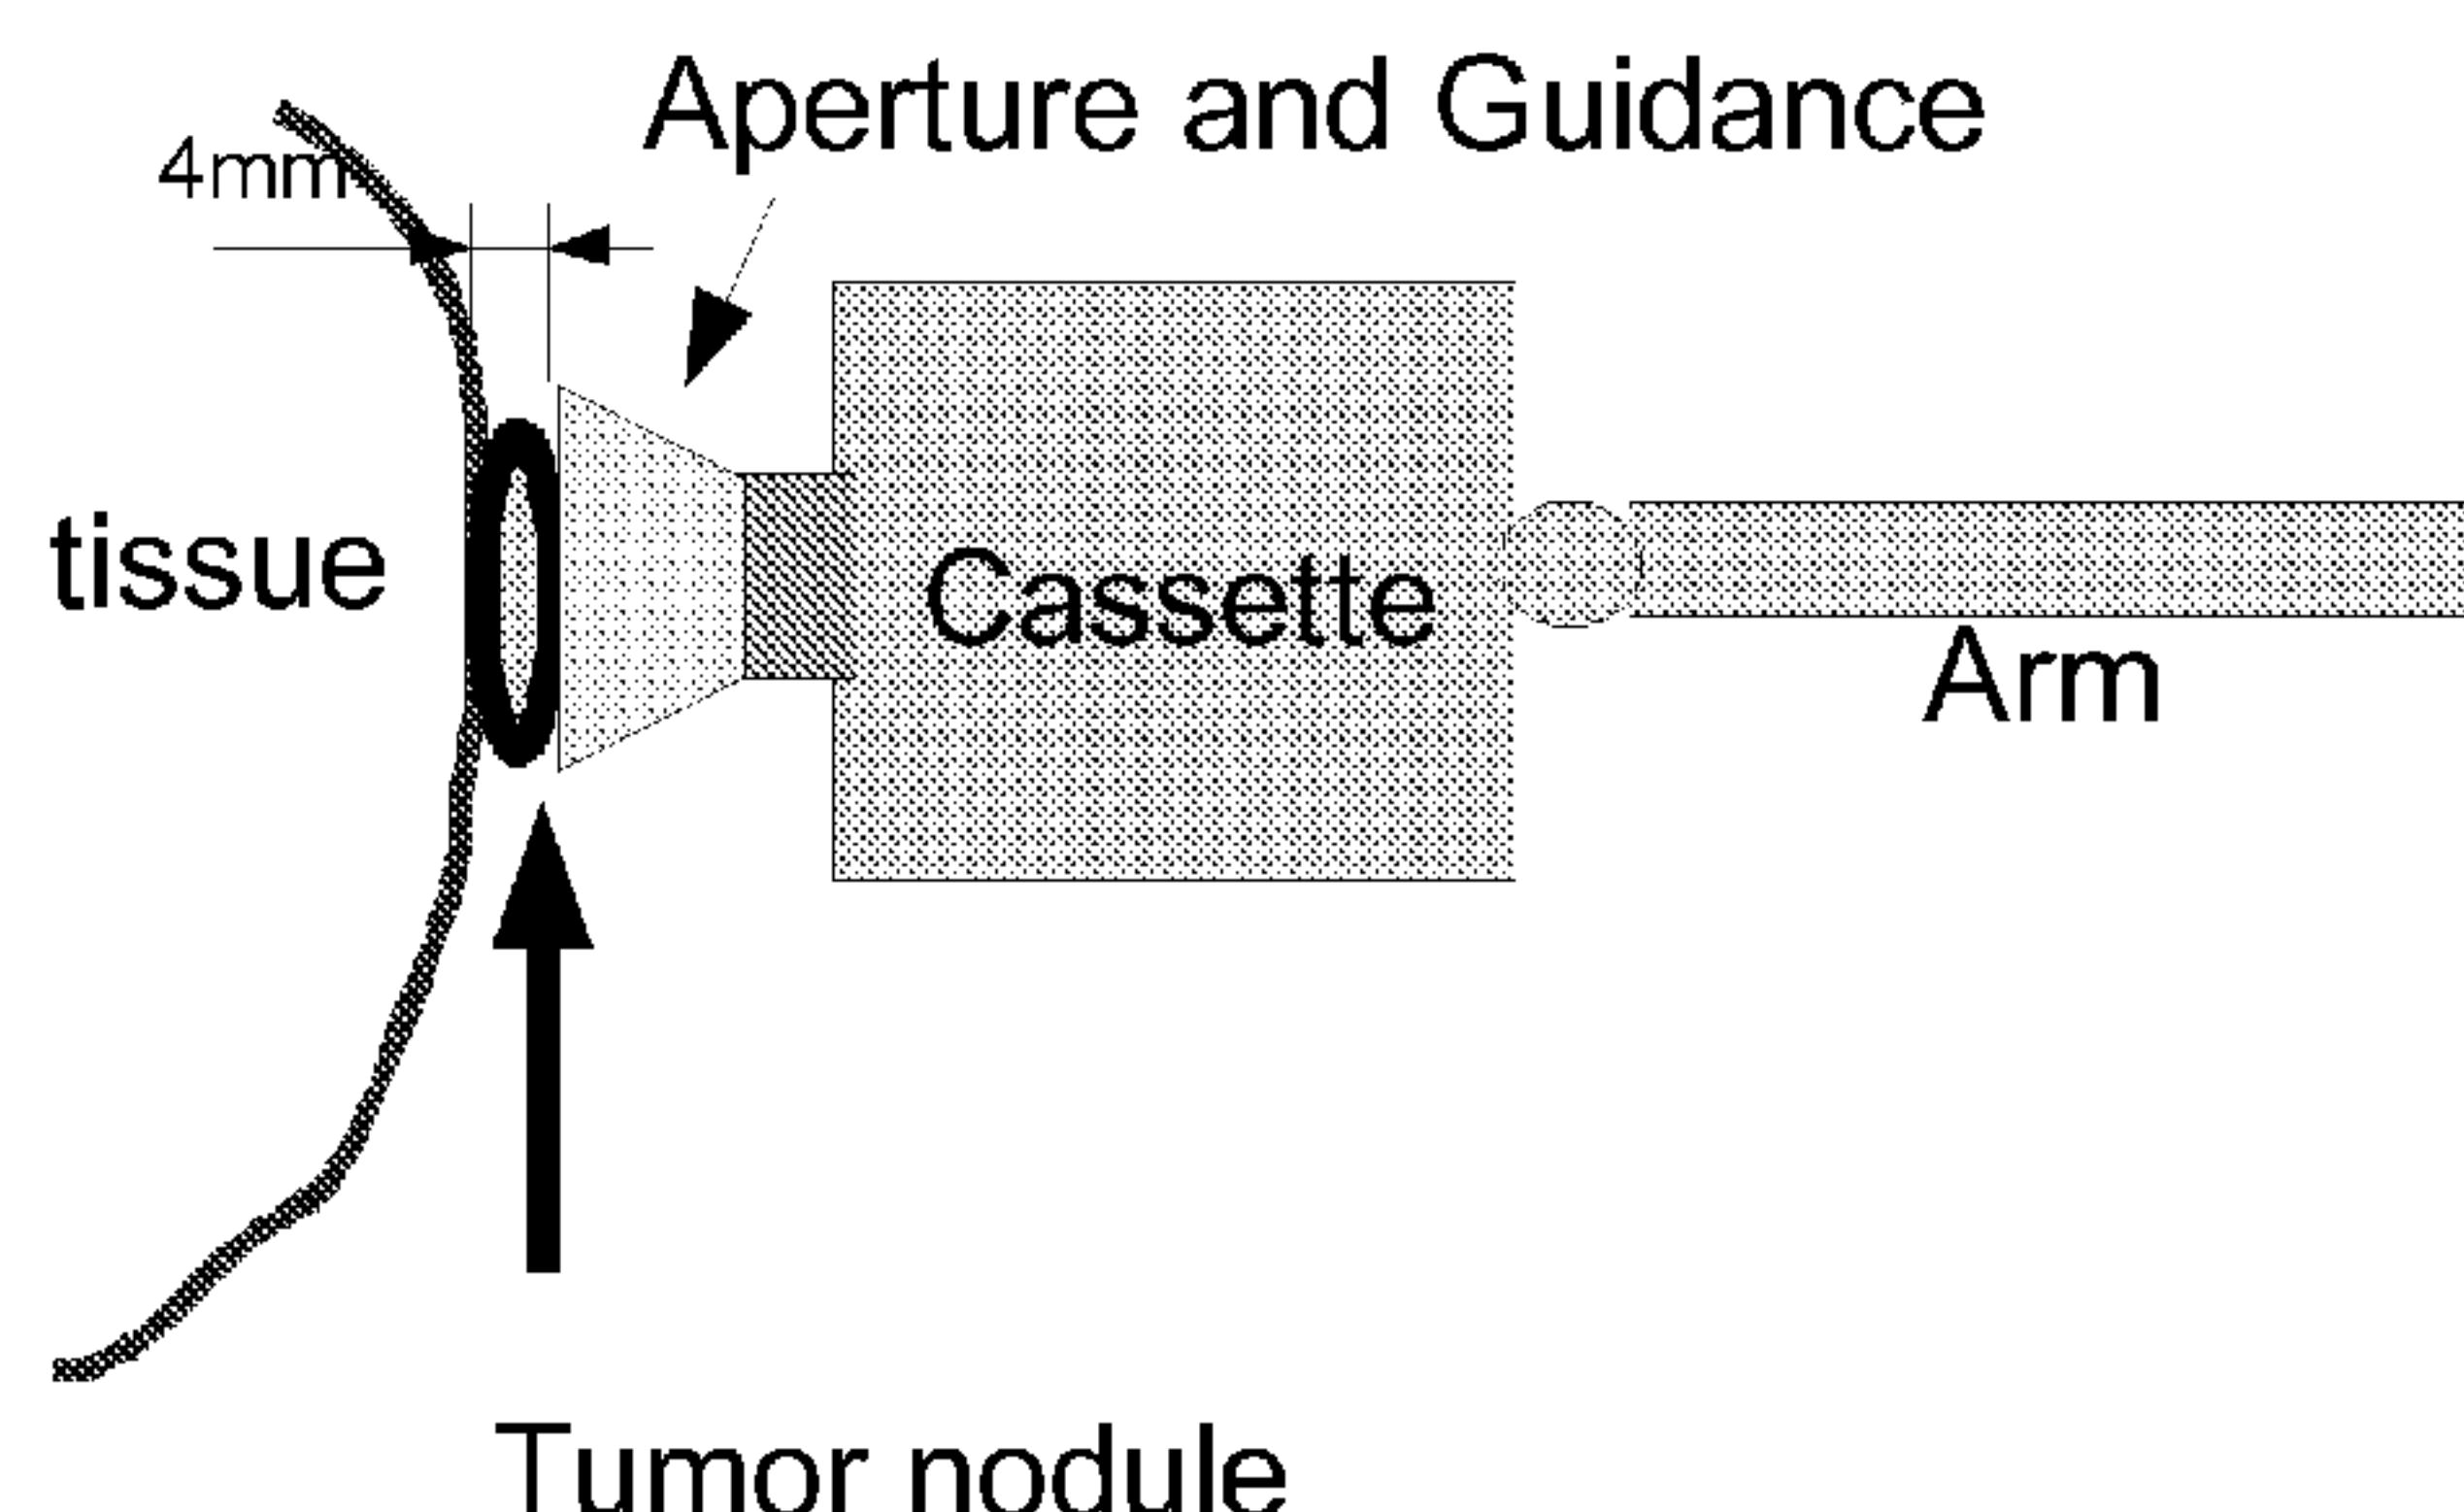 Aperture and Guidance
4mm
tissue
Cassette
Arm
Tumor nodule